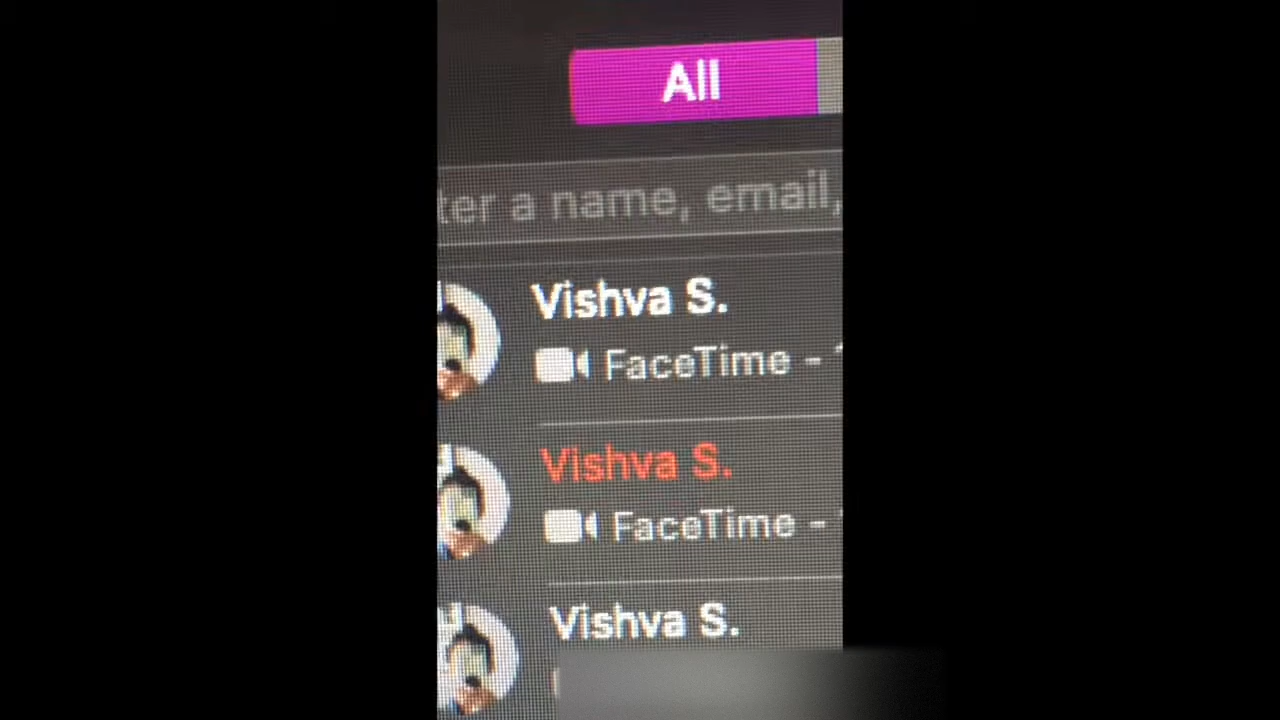 All
ter a name, email,
Vishva S.
FaceTime -
Vishva S.
FaceTime -
Vishva S.